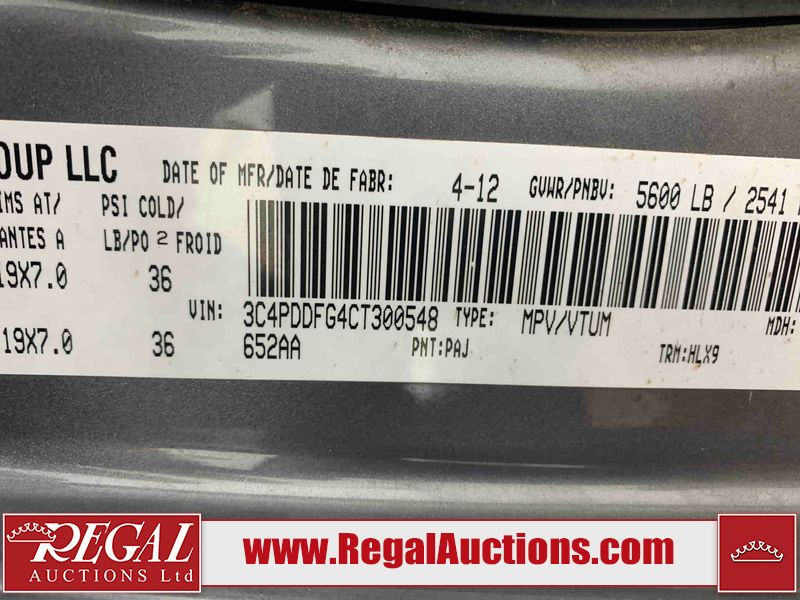 OUP LLC DATE OF MFR/DATE DE FABR: 4-12 GVWR/PNBV: 5600 LB / 2541
IMS AT/ PSI COLD/
ANTES A LB/PO 2 FROID
19X7.0 36
VIN: 3C4PDDFG4CT300548 TYPE: MPV/VTUM MDH:
19X7.0 36 652AA PNT:PAJ TRM:HLX9
REGAL
AUCTIONS Ltd
www.RegalAuctions.com